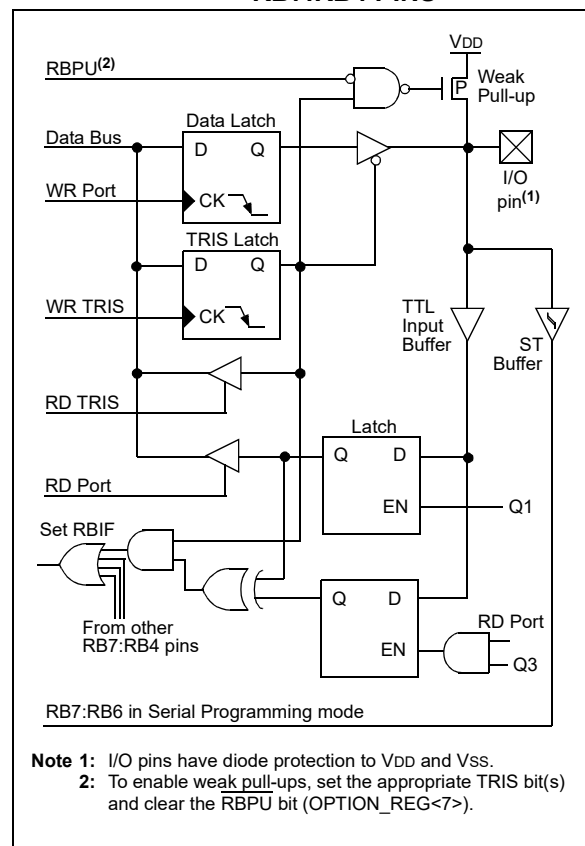 RBPU(2)
VDD
P
Weak
Pull-up
Data Bus
Data Latch
D Q
WR Port
CK
I/O
pin(1)
TRIS Latch
D Q
WR TRIS
CK
TTL
Input
Buffer
ST
Buffer
RD TRIS
Latch
Q D
EN
Q1
RD Port
Set RBIF
Q D
EN
RD Port
Q3
From other
RB7:RB4 pins
RB7:RB6 in Serial Programming mode
Note 1: I/O pins have diode protection to VDD and VSS.
2: To enable weak pull-ups, set the appropriate TRIS bit(s)
and clear the RBPU bit (OPTION_REG<7>).